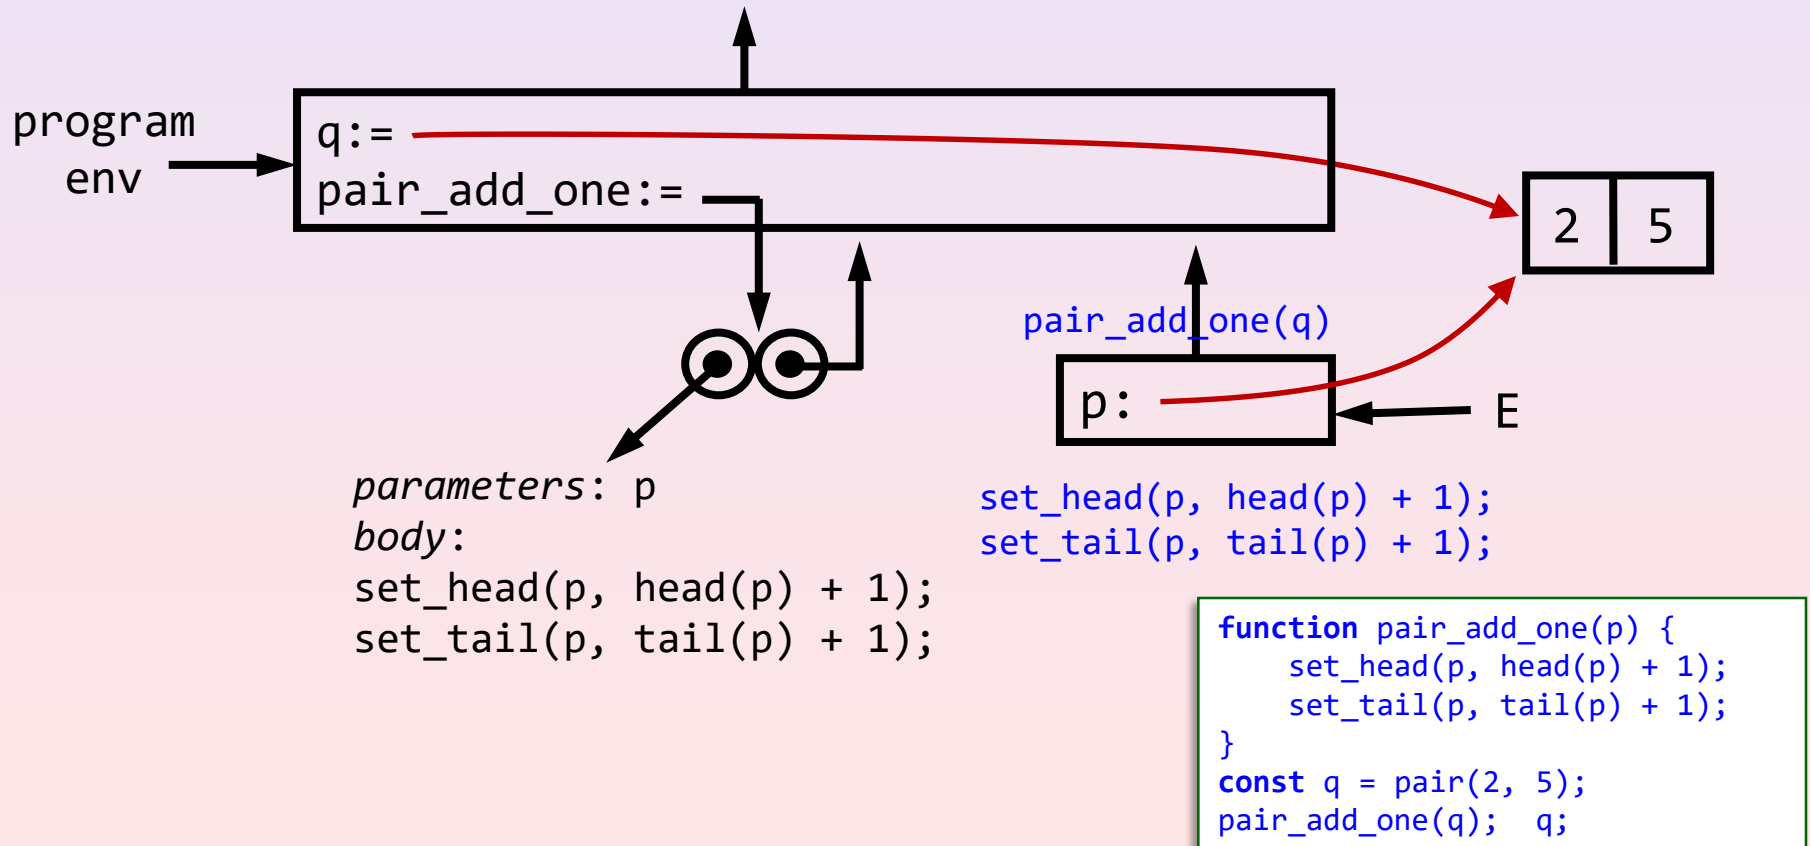 program
env
q:=
pair_add_one:=
2 5
pair_add_one(q)
p:
E
parameters: p
body:
set_head(p, head(p) + 1);
set_tail(p, tail(p) + 1);
set_head(p, head(p) + 1);
set_tail(p, tail(p) + 1);
function pair_add_one(p) {
    set_head(p, head(p) + 1);
    set_tail(p, tail(p) + 1);
}
const q = pair(2, 5);
pair_add_one(q);  q;